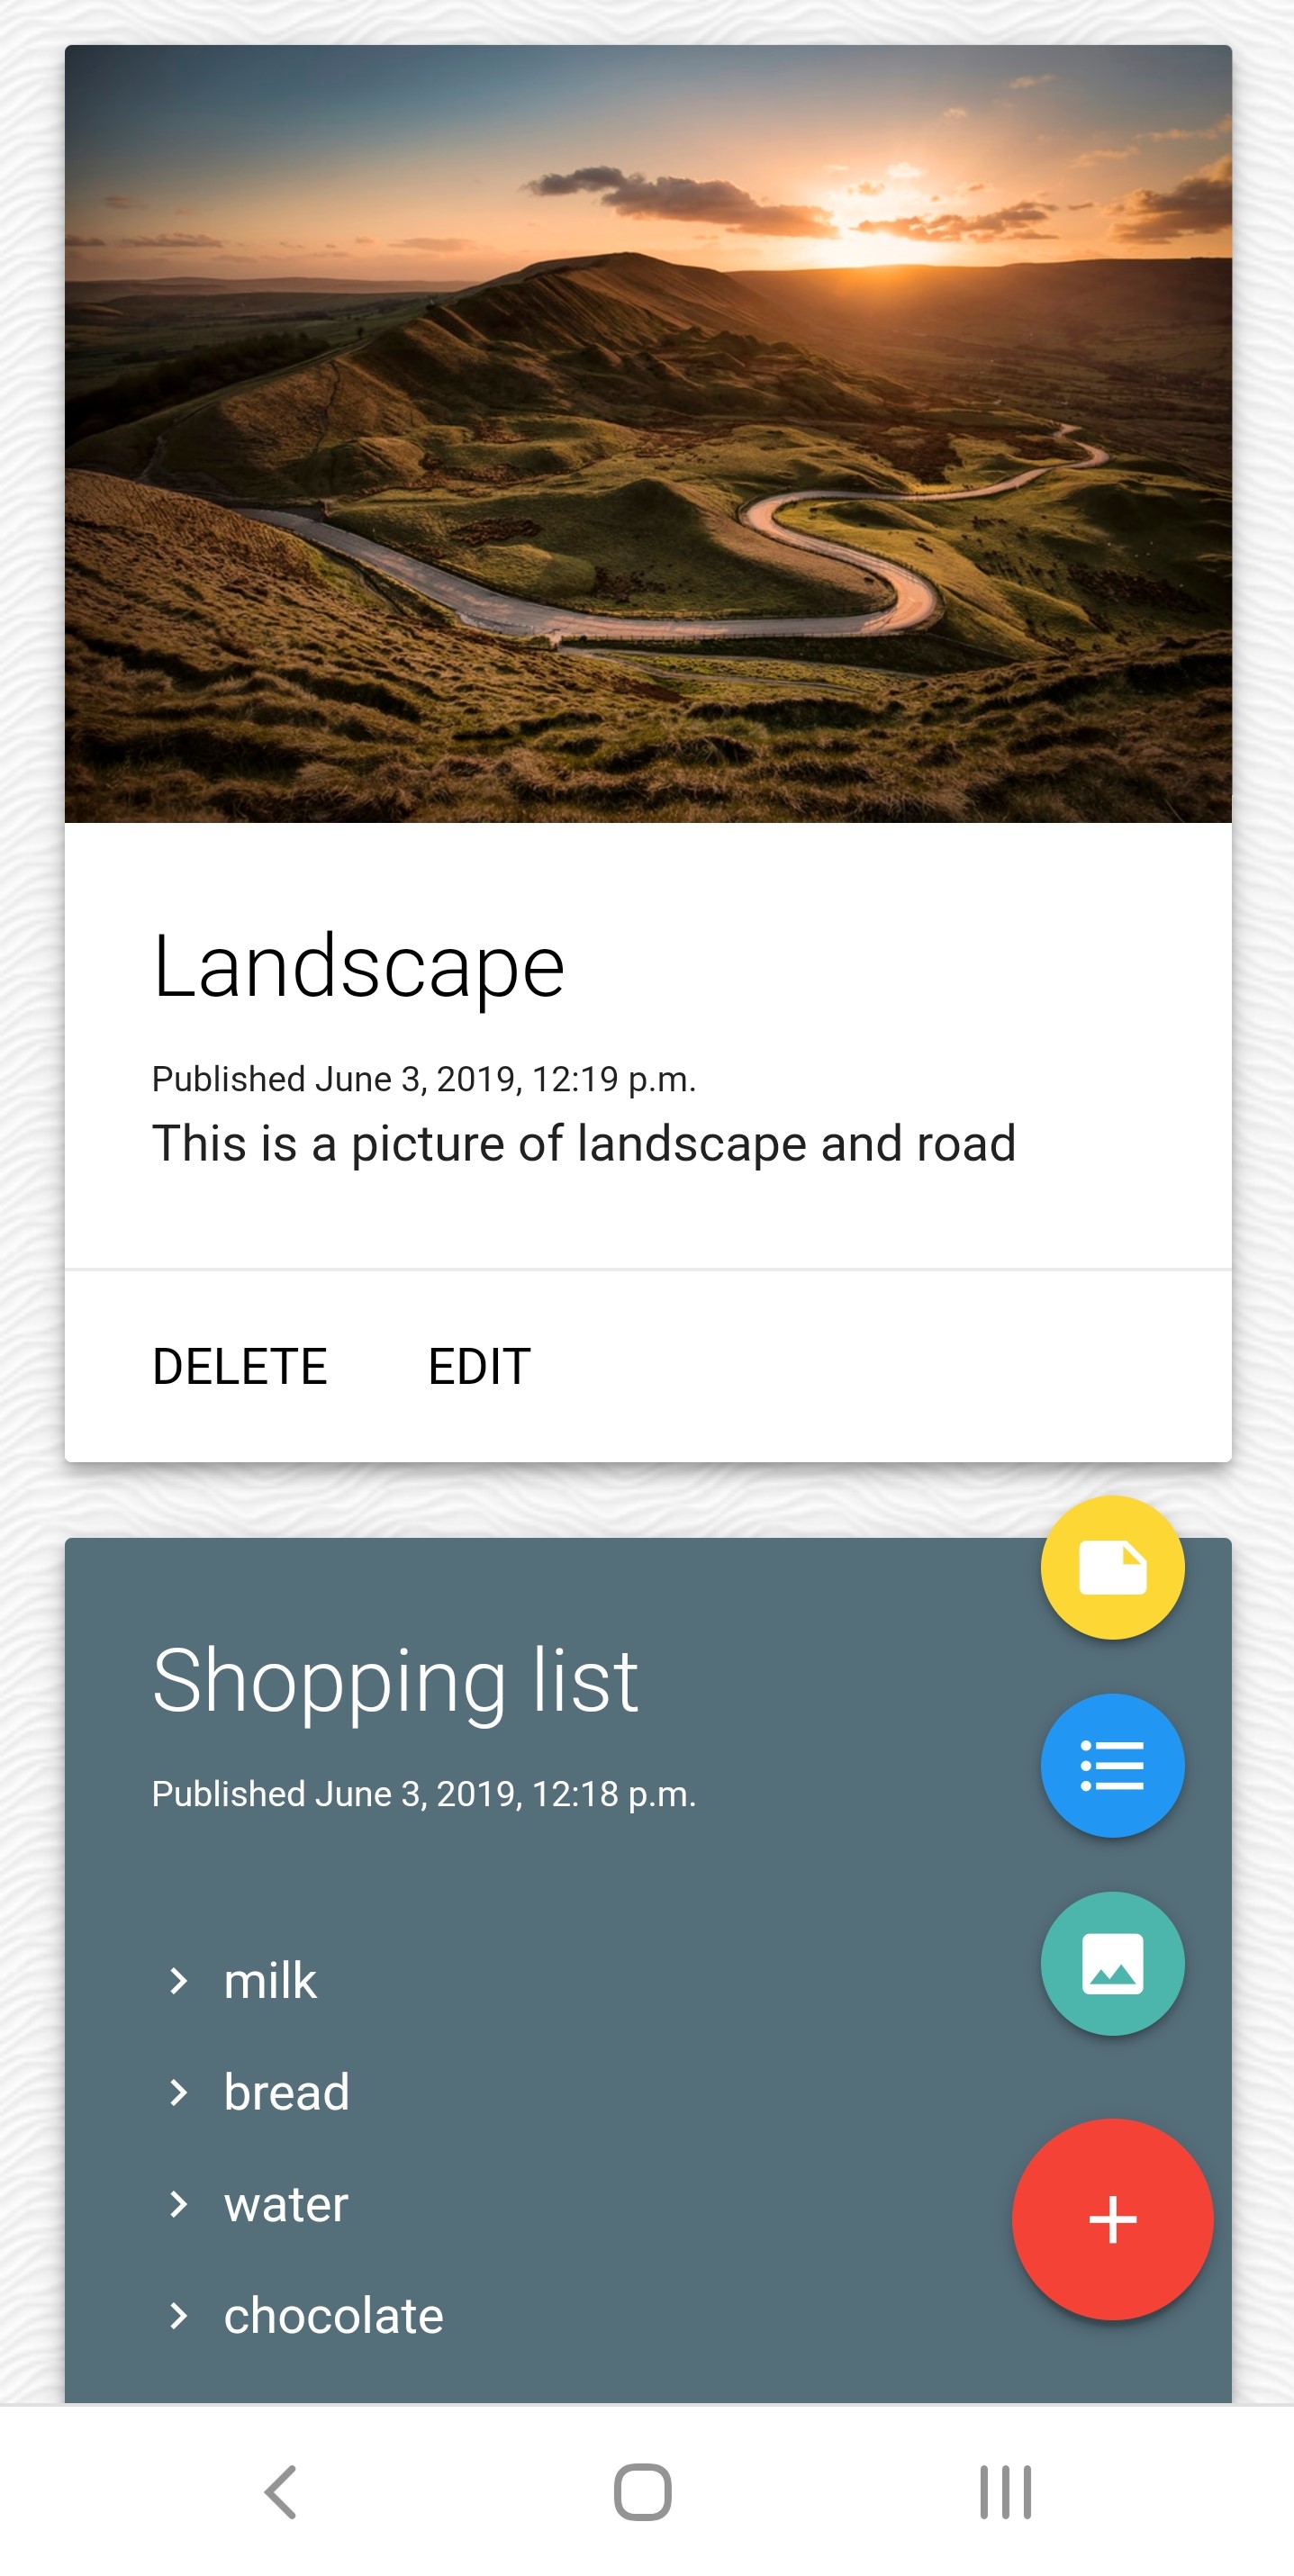 Landscape
Published June 3, 2019, 12:19 p.m.
This is a picture of landscape and road
DELETE EDIT
Shopping list
Published June 3, 2019, 12:18 p.m.
milk
bread
water
chocolate